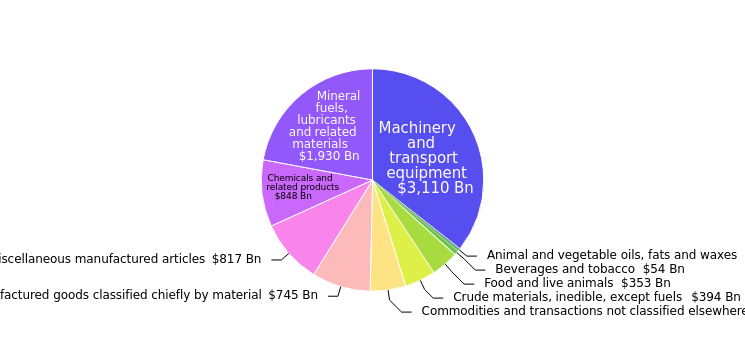 Mineral
fuels,
lubricants
and related
materials
$1,930 Bn
Machinery
and
transport
equipment
$3,110 Bn
Chemicals and
related products
$848 Bn
iscellaneous manufactured articles $817 Bn
factured goods classified chiefly by material $745 Bn
Animal and vegetable oils, fats and waxes
Beverages and tobacco $54 Bn
Food and live animals $353 Bn
Crude materials, inedible, except fuels $394 Bn
Commodities and transactions not classified elsewhere